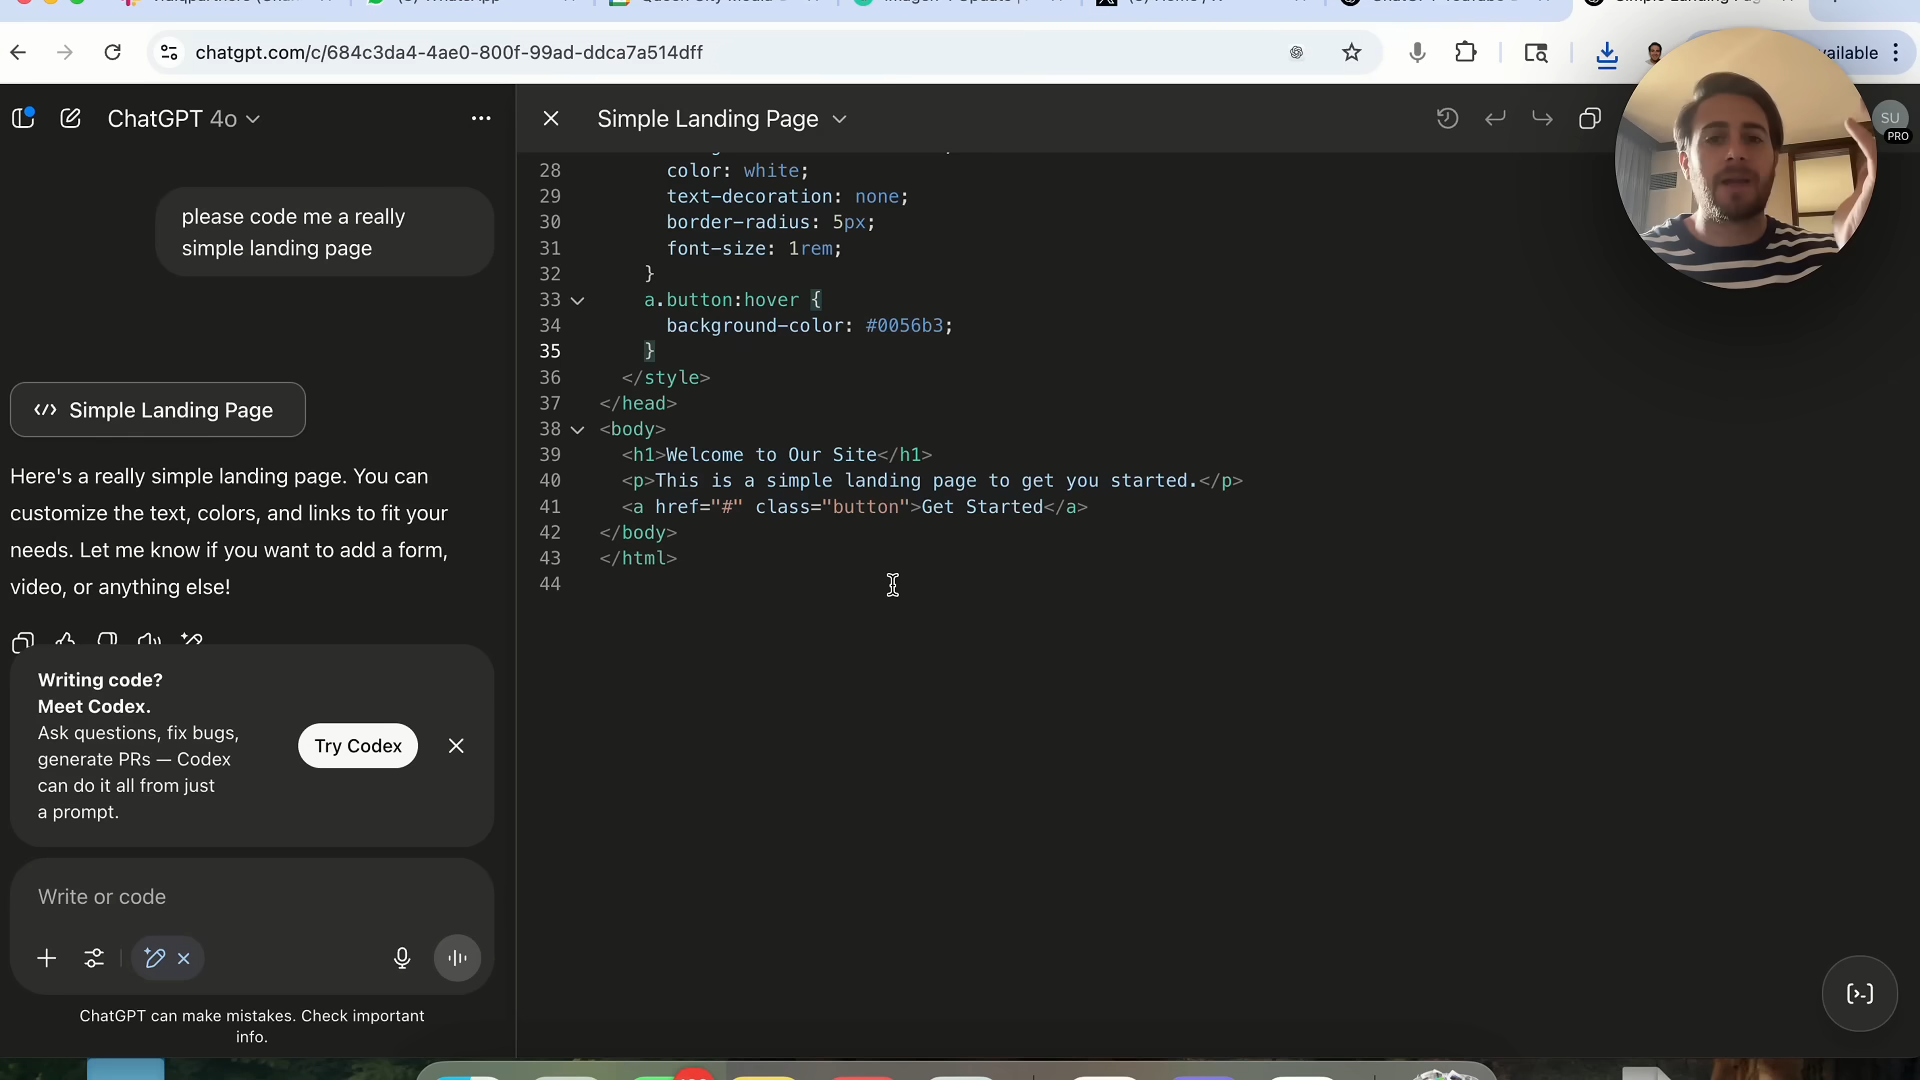 chatgpt.com/c/684c3da4-4ae0-800f-99ad-ddca7a514dff
ChatGPT 4o
please code me a really
simple landing page
Simple Landing Page
Here's a really simple landing page. You can
customize the text, colors, and links to fit your
needs. Let me know if you want to add a form,
video, or anything else!
Writing code?
Meet Codex.
Ask questions, fix bugs,
generate PRs — Codex
can do it all from just
a prompt.
Try Codex
Write or code
ChatGPT can make mistakes. Check important
info.
Simple Landing Page
SU
PRO
28 color: white;
29 text-decoration: none;
30 border-radius: 5px;
31 font-size: 1rem;
32 }
33 a.button:hover {
34 background-color: #0056b3;
35 }
36 </style>
37 </head>
38 <body>
39 <h1>Welcome to Our Site</h1>
40 <p>This is a simple landing page to get you started.</p>
41 <a href="#" class="button">Get Started</a>
42 </body>
43 </html>
44